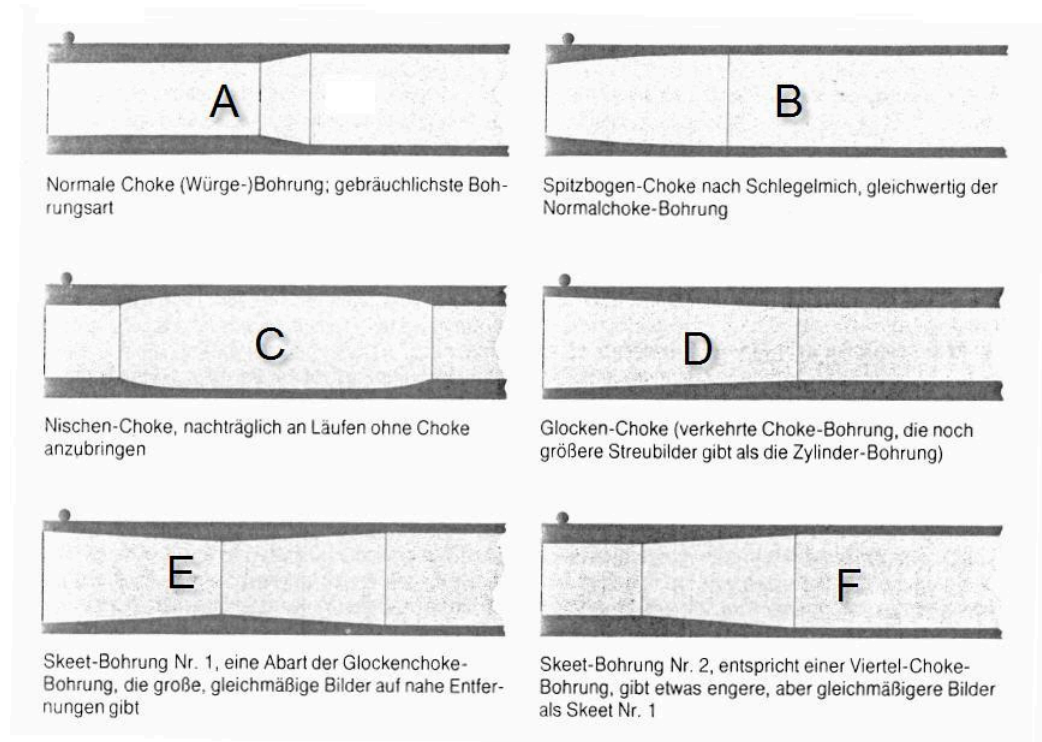 A
B
Normale Choke (Würge-)Bohrung; gebräuchlichste Boh-
rungsart
Spitzbogen-Choke nach Schlegelmich, gleichwertig der
Normalchoke-Bohrung
C
D
Nischen-Choke, nachträglich an Läufen ohne Choke
anzubringen
Glocken-Choke (verkehrte Choke-Bohrung, die noch
größere Streubilder gibt als die Zylinder-Bohrung)
E
F
Skeet-Bohrung Nr. 1, eine Abart der Glockenchoke-
Bohrung, die große, gleichmäßige Bilder auf nahe Entfer-
nungen gibt
Skeet-Bohrung Nr. 2, entspricht einer Viertel-Choke-
Bohrung, gibt etwas engere, aber gleichmäßigere Bilder
als Skeet Nr. 1